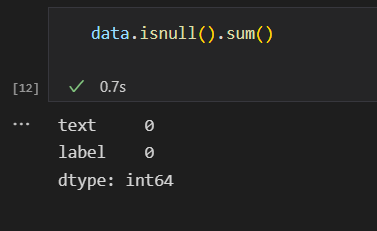 data.isnull().sum()
[12]
0.7s
...
text 0
label 0
dtype: int64